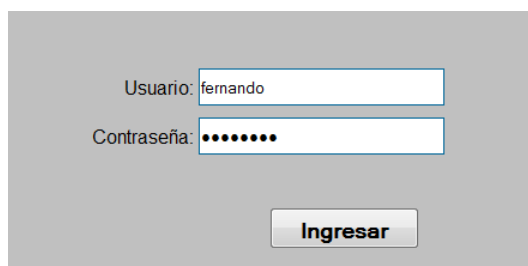 Usuario: fernando
Contraseña: ••••••••
Ingresar